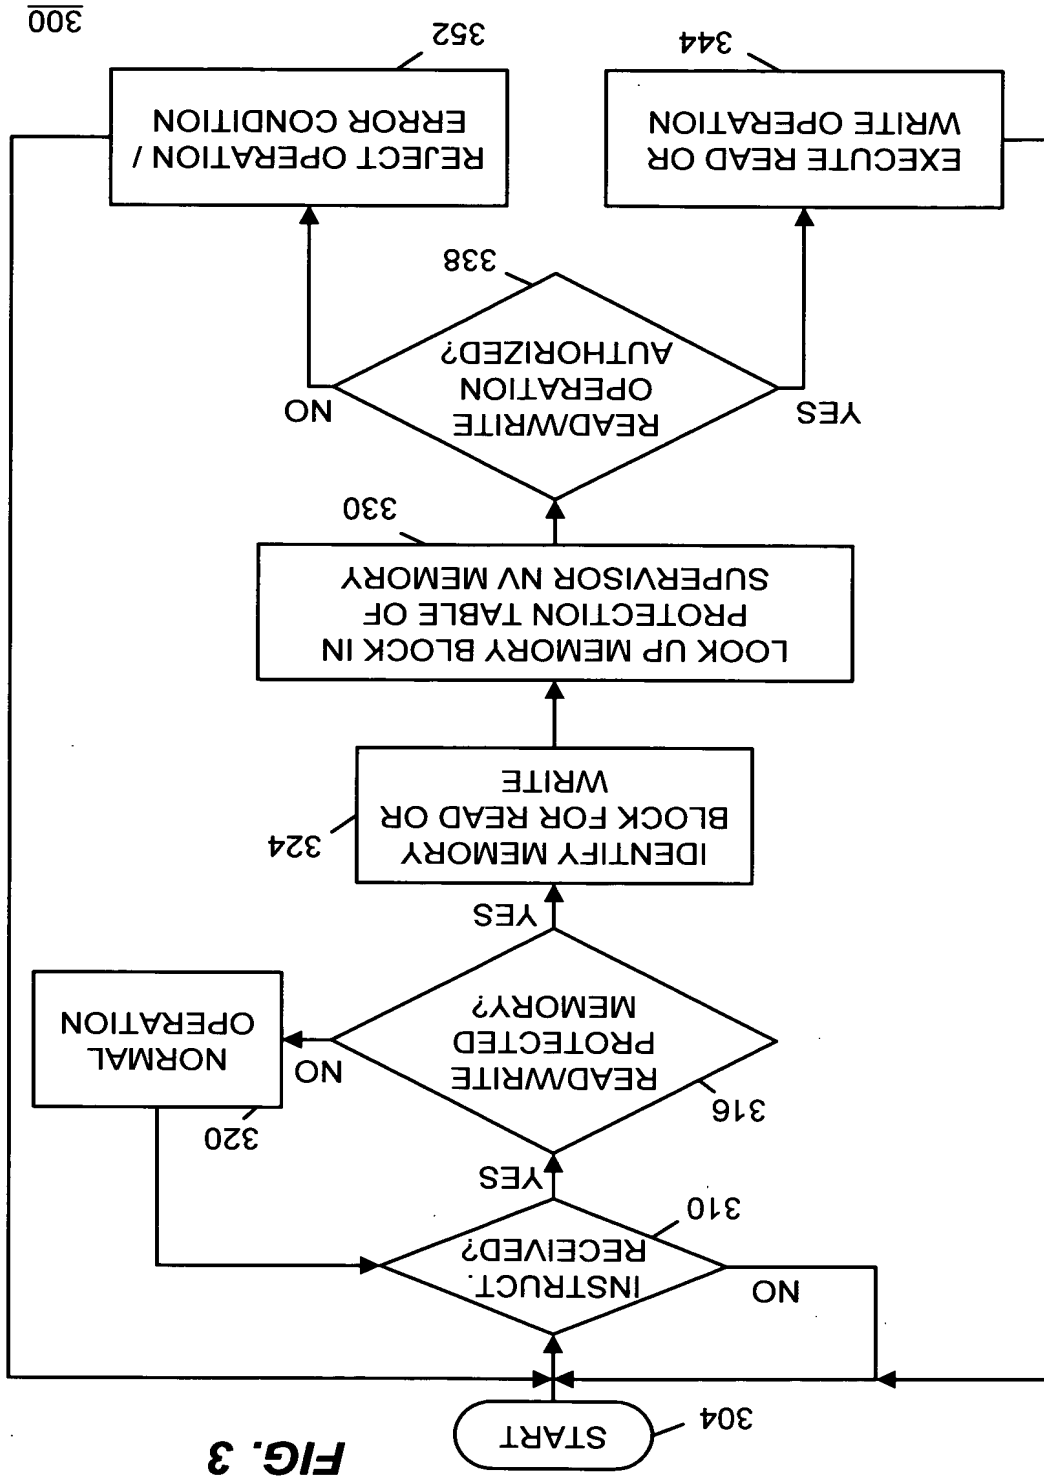 FIG. 3
START
304
INSTRUCT.
RECEIVED?
310
NO
YES
READ/WRITE
PROTECTED
MEMORY?
316
NO
NORMAL
OPERATION
320
YES
IDENTIFY MEMORY
BLOCK FOR READ OR
WRITE
324
LOOK UP MEMORY BLOCK IN
PROTECTION TABLE OF
SUPERVISOR NV MEMORY
330
READ/WRITE
OPERATION
AUTHORIZED?
338
YES
NO
EXECUTE READ OR
WRITE OPERATION
344
REJECT OPERATION /
ERROR CONDITION
352
300